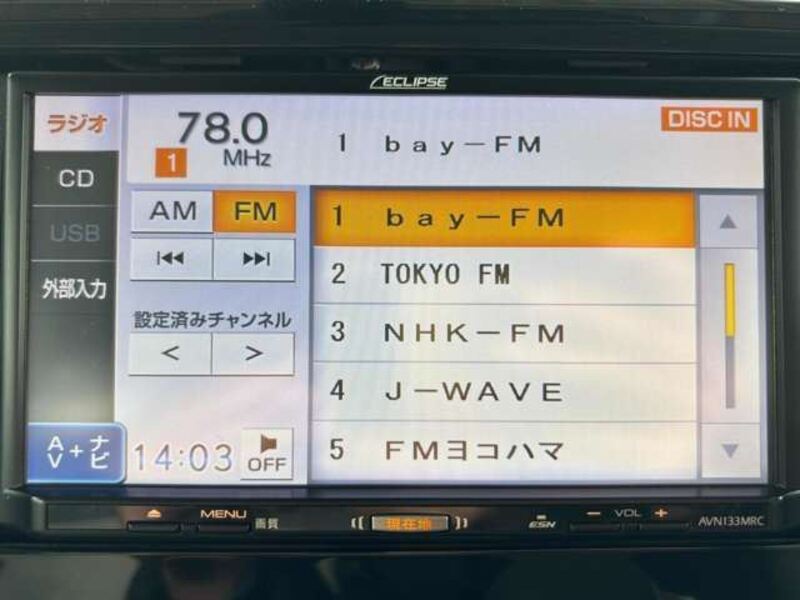 ECLIPSE
ラジオ
78.0
MHz
1
1 bay-FM
DISC IN
CD
USB
外部入力
AM FM
設定済みチャンネル
< >
1 bay-FM
2 TOKYO FM
3 NHK-FM
4 J-WAVE
5 FMヨコハマ
AV+ナビ
14:03
OFF
MENU
画質
現在地
ESN
- VOL +
AVN133MRC